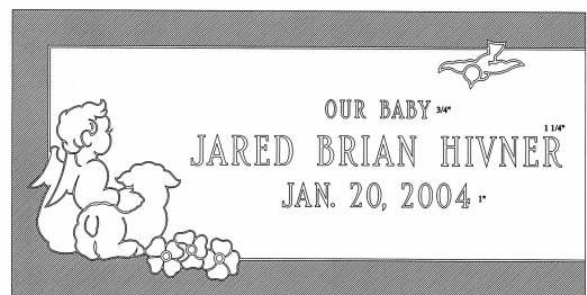 OUR BABY 3/4"
1 1/4"
JARED BRIAN HIVNER
JAN. 20, 2004 1"